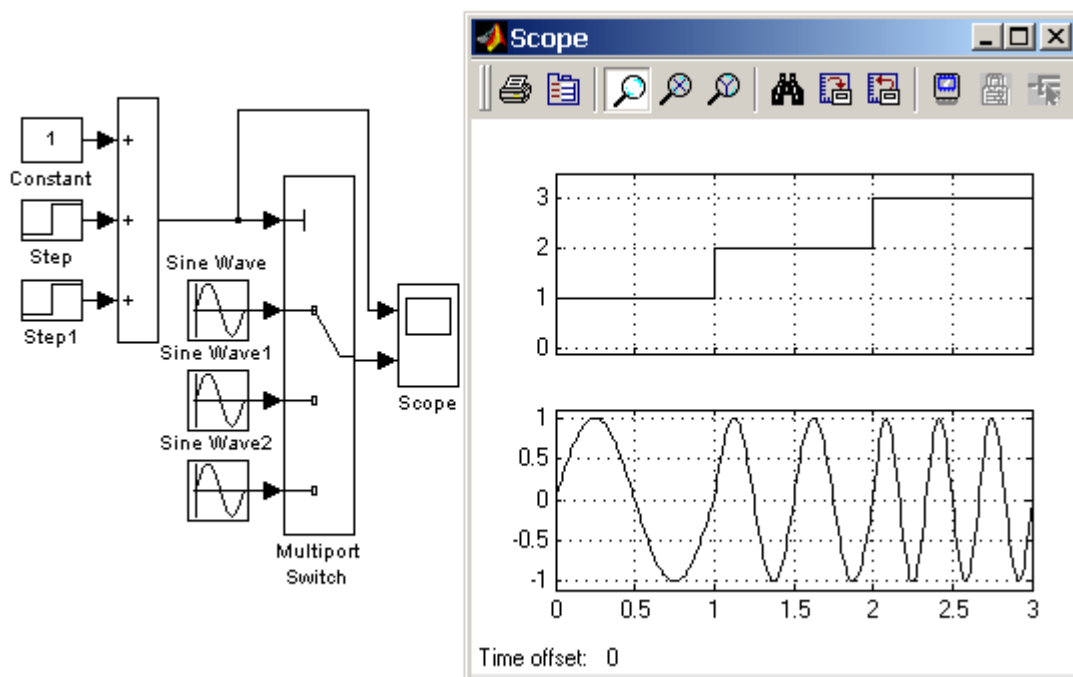 1
Constant
Step
Step1
+
+
+
Sine Wave
Sine Wave1
Sine Wave2
Multiport
Switch
Scope
Scope
3
2
1
0
1
0.5
0
-0.5
-1
0 0.5 1 1.5 2 2.5 3
Time offset: 0